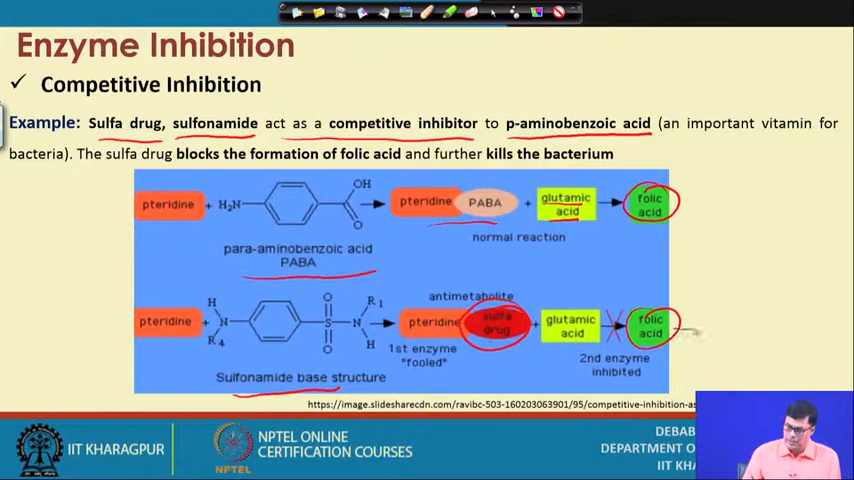 Enzyme Inhibition
✓ Competitive Inhibition
Example: Sulfa drug, sulfonamide act as a competitive inhibitor to p-aminobenzoic acid (an important vitamin for
bacteria). The sulfa drug blocks the formation of folic acid and further kills the bacterium
pteridine + H₂N OH O pteridine PABA + glutamic acid folic acid
para-aminobenzoic acid
PABA
normal reaction
antimetabolite
pteridine + H N R₄ O S O N R₁ H pteridine sulfa drug + glutamic acid folic acid
1st enzyme
"fooled"
2nd enzyme
inhibited
Sulfonamide base structure
https://image.slidesharecdn.com/ravibc-503-160203063901/95/competitive-inhibition-as
IIT KHARAGPUR
NPTEL ONLINE
CERTIFICATION COURSES
NPTEL
DEBAB
DEPARTMENT O
IIT KHA